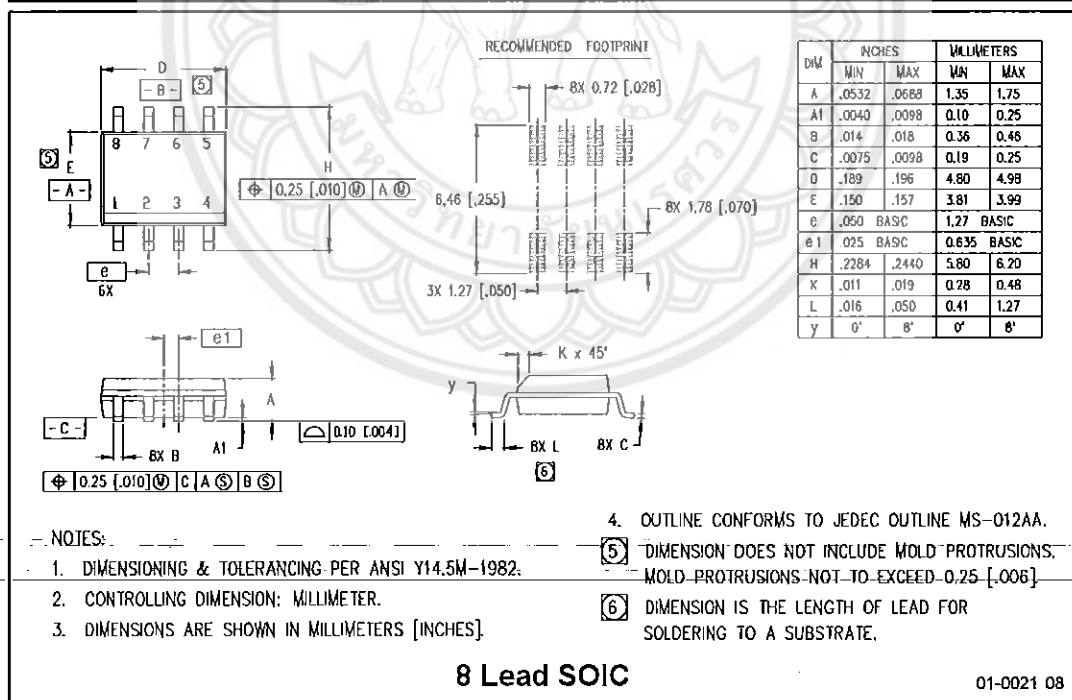 RECOMMENDED FOOTPRINT
D
- B - 5
8 7 6 5
5 E
- A -
H
⌖ 0.25 [.010] Ⓜ A Ⓜ
1 2 3 4
e
6X
8X 0.72 [.028]
6,46 [.255]
8X 1,78 [.070]
3X 1.27 [.050]
DIM INCHES MILLIMETERS
MIN MAX MIN MAX
A .0532 .0688 1.35 1.75
A1 .0040 .0098 0.10 0.25
B .014 .018 0.36 0.46
C .0075 .0098 0.19 0.25
D .189 .196 4.80 4.98
E .150 .157 3.81 3.99
e .050 BASIC 1,27 BASIC
e1 .025 BASIC 0.635 BASIC
H .2284 .2440 5.80 6.20
K .011 .019 0.28 0.48
L .016 .050 0.41 1.27
y 0° 8° 0° 8°
e1
A
- C -
8X B
A1
⌓ 0.10 [.004]
⌖ 0.25 [.010] Ⓜ C A Ⓢ B Ⓢ
K x 45°
y
8X L
6
8X C
NOTES:
1. DIMENSIONING & TOLERANCING PER ANSI Y14.5M-1982.
2. CONTROLLING DIMENSION: MILLIMETER.
3. DIMENSIONS ARE SHOWN IN MILLIMETERS [INCHES].
4. OUTLINE CONFORMS TO JEDEC OUTLINE MS-012AA.
5 DIMENSION DOES NOT INCLUDE MOLD PROTRUSIONS.
MOLD PROTRUSIONS NOT TO EXCEED 0.25 [.006].
6 DIMENSION IS THE LENGTH OF LEAD FOR
SOLDERING TO A SUBSTRATE.
8 Lead SOIC
01-0021 08